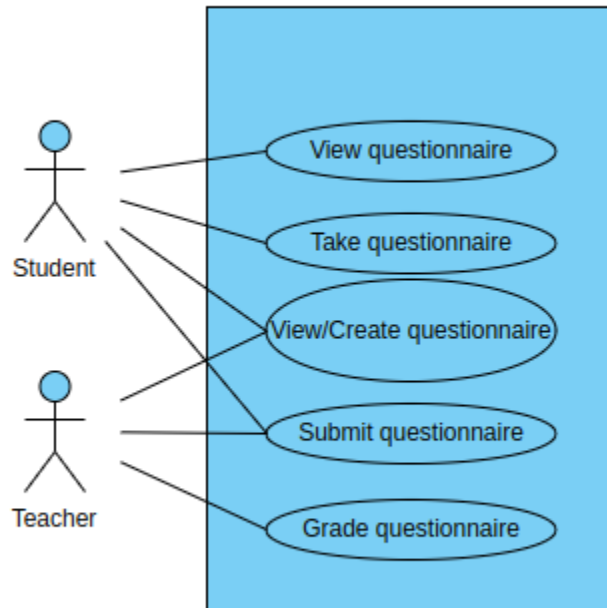 View questionnaire
Take questionnaire
Student
View/Create questionnaire
Submit questionnaire
Teacher
Grade questionnaire